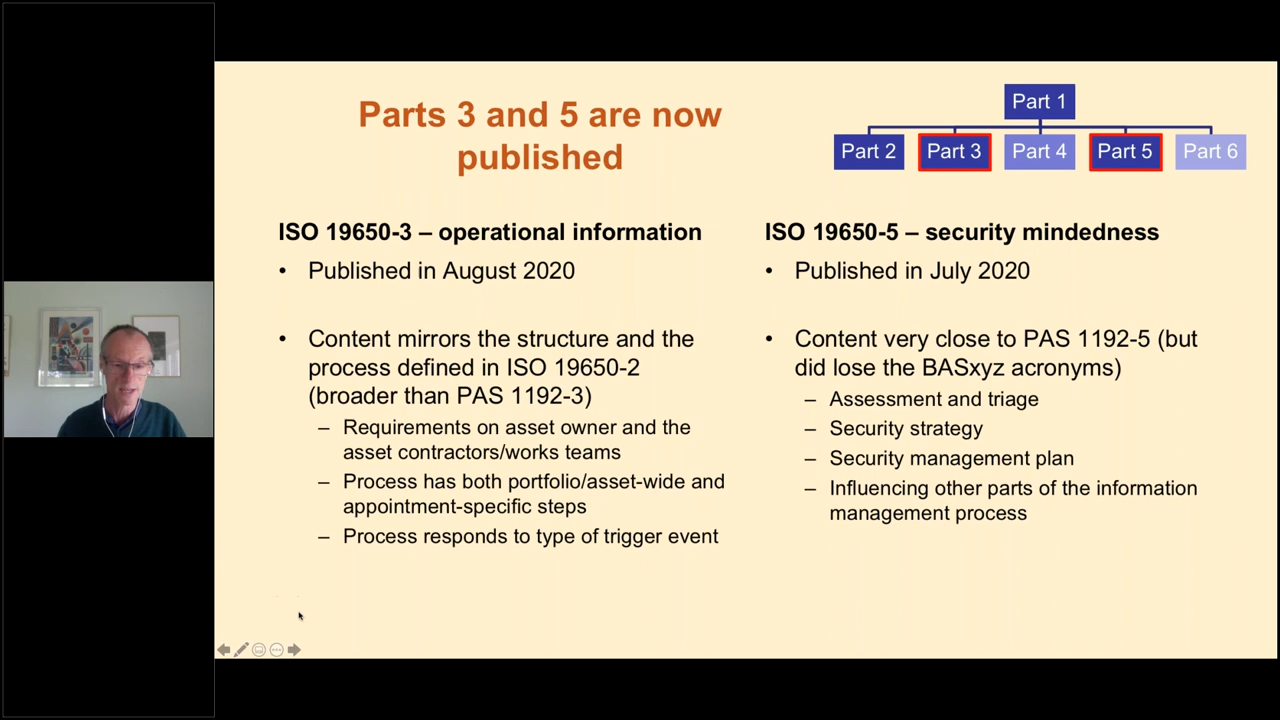 Parts 3 and 5 are now
published
Part 1
Part 2 Part 3 Part 4 Part 5 Part 6
ISO 19650-3 – operational information
• Published in August 2020
• Content mirrors the structure and the
process defined in ISO 19650-2
(broader than PAS 1192-3)
– Requirements on asset owner and the
asset contractors/works teams
– Process has both portfolio/asset-wide and
appointment-specific steps
– Process responds to type of trigger event
ISO 19650-5 – security mindedness
• Published in July 2020
• Content very close to PAS 1192-5 (but
did lose the BASxyz acronyms)
– Assessment and triage
– Security strategy
– Security management plan
– Influencing other parts of the information
management process